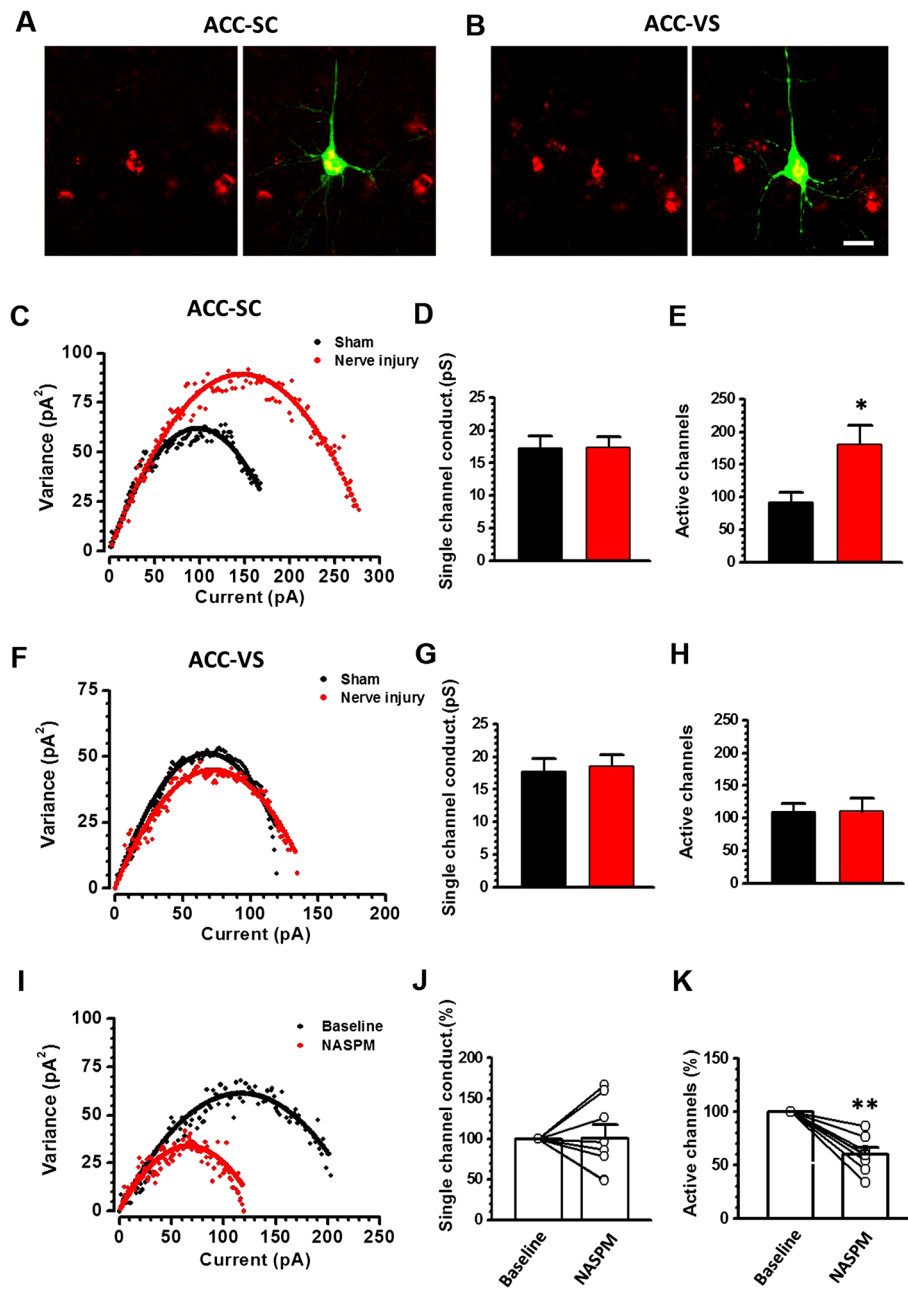 A
ACC-SC
B
ACC-VS
C
ACC-SC
Sham
Nerve injury
Variance (pA²)
100
75
50
25
0
0 50 100 150 200 250 300
Current (pA)
D
Single channel conduct.(pS)
25
20
15
10
5
0
E
Active channels
250
200
150
100
50
0
*
F
ACC-VS
Sham
Nerve injury
Variance (pA²)
75
50
25
0
0 50 100 150 200
Current (pA)
G
Single channel conduct.(pS)
25
20
15
10
5
0
H
Active channels
250
200
150
100
50
0
I
Baseline
NASPM
Variance (pA²)
100
75
50
25
0
0 50 100 150 200 250
Current (pA)
J
Single channel conduct.(%)
200
150
100
50
0
Baseline
NASPM
K
Active channels (%)
150
100
50
0
**
Baseline
NASPM